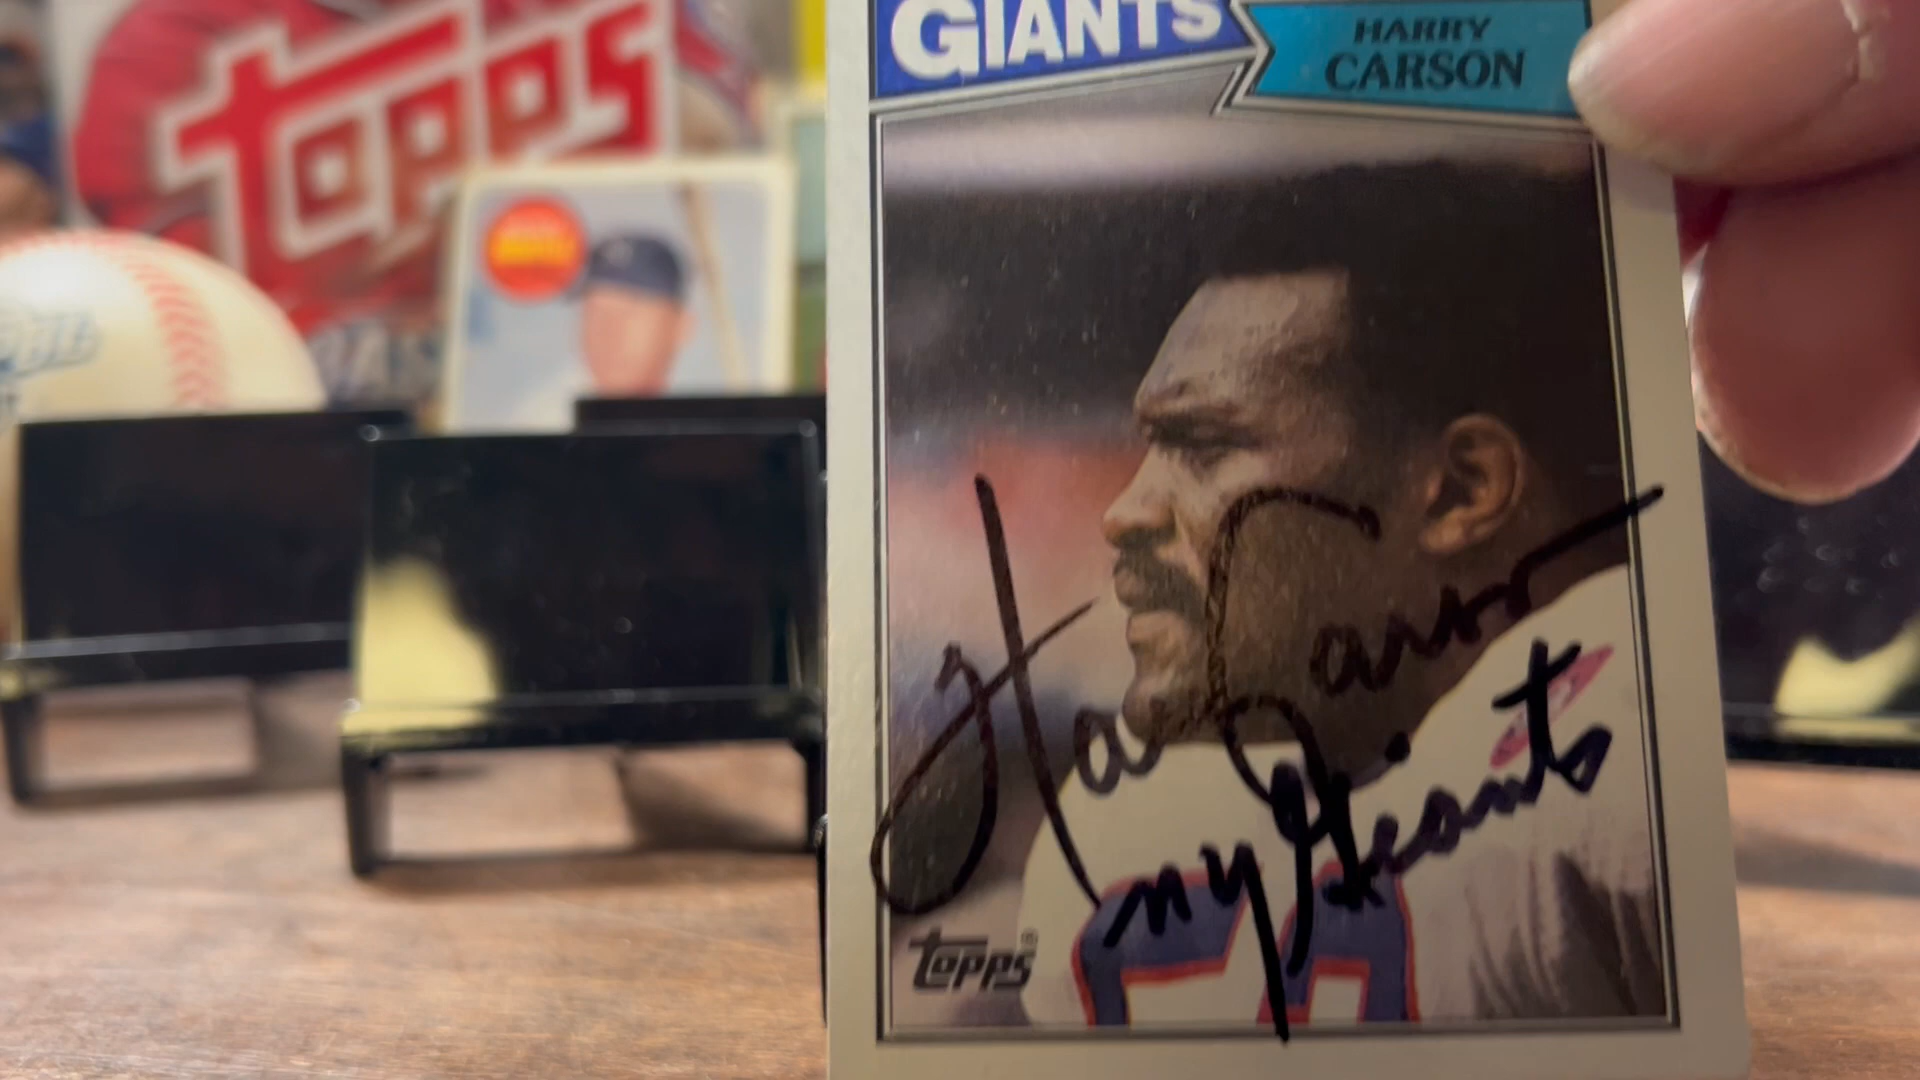 GIANTS
HARRY
CARSON
topps
Harry Carson
NY Giants
topps®